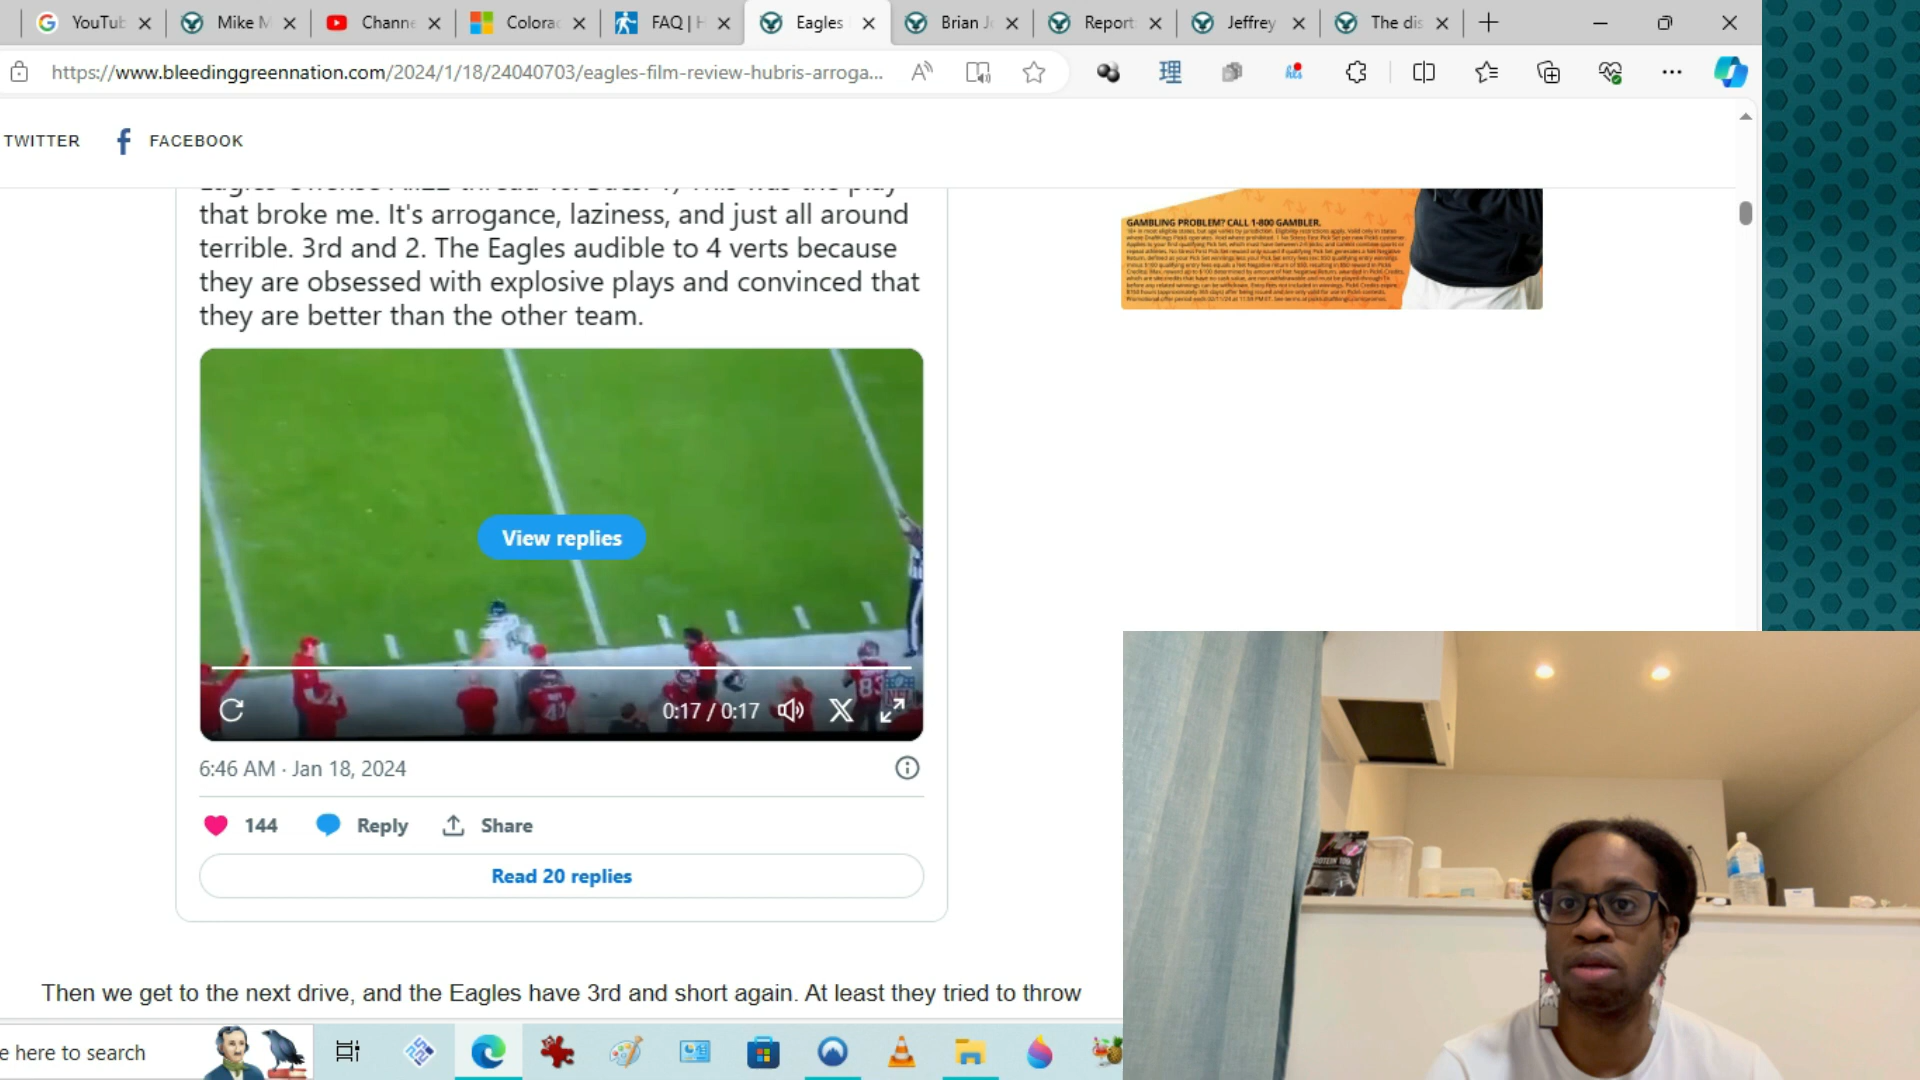 YouTub
Mike M
Channe
Colorad
FAQ | H
Eagles
Brian Jo
Report:
Jeffrey
The dis
https://www.bleedinggreennation.com/2024/1/18/24040703/eagles-film-review-hubris-arroga...
TWITTER
FACEBOOK
that broke me. It's arrogance, laziness, and just all around
terrible. 3rd and 2. The Eagles audible to 4 verts because
they are obsessed with explosive plays and convinced that
they are better than the other team.
GAMBLING PROBLEM? CALL 1-800 GAMBLER.
View replies
0:17 / 0:17
6:46 AM · Jan 18, 2024
144
Reply
Share
Read 20 replies
Then we get to the next drive, and the Eagles have 3rd and short again. At least they tried to throw
e here to search